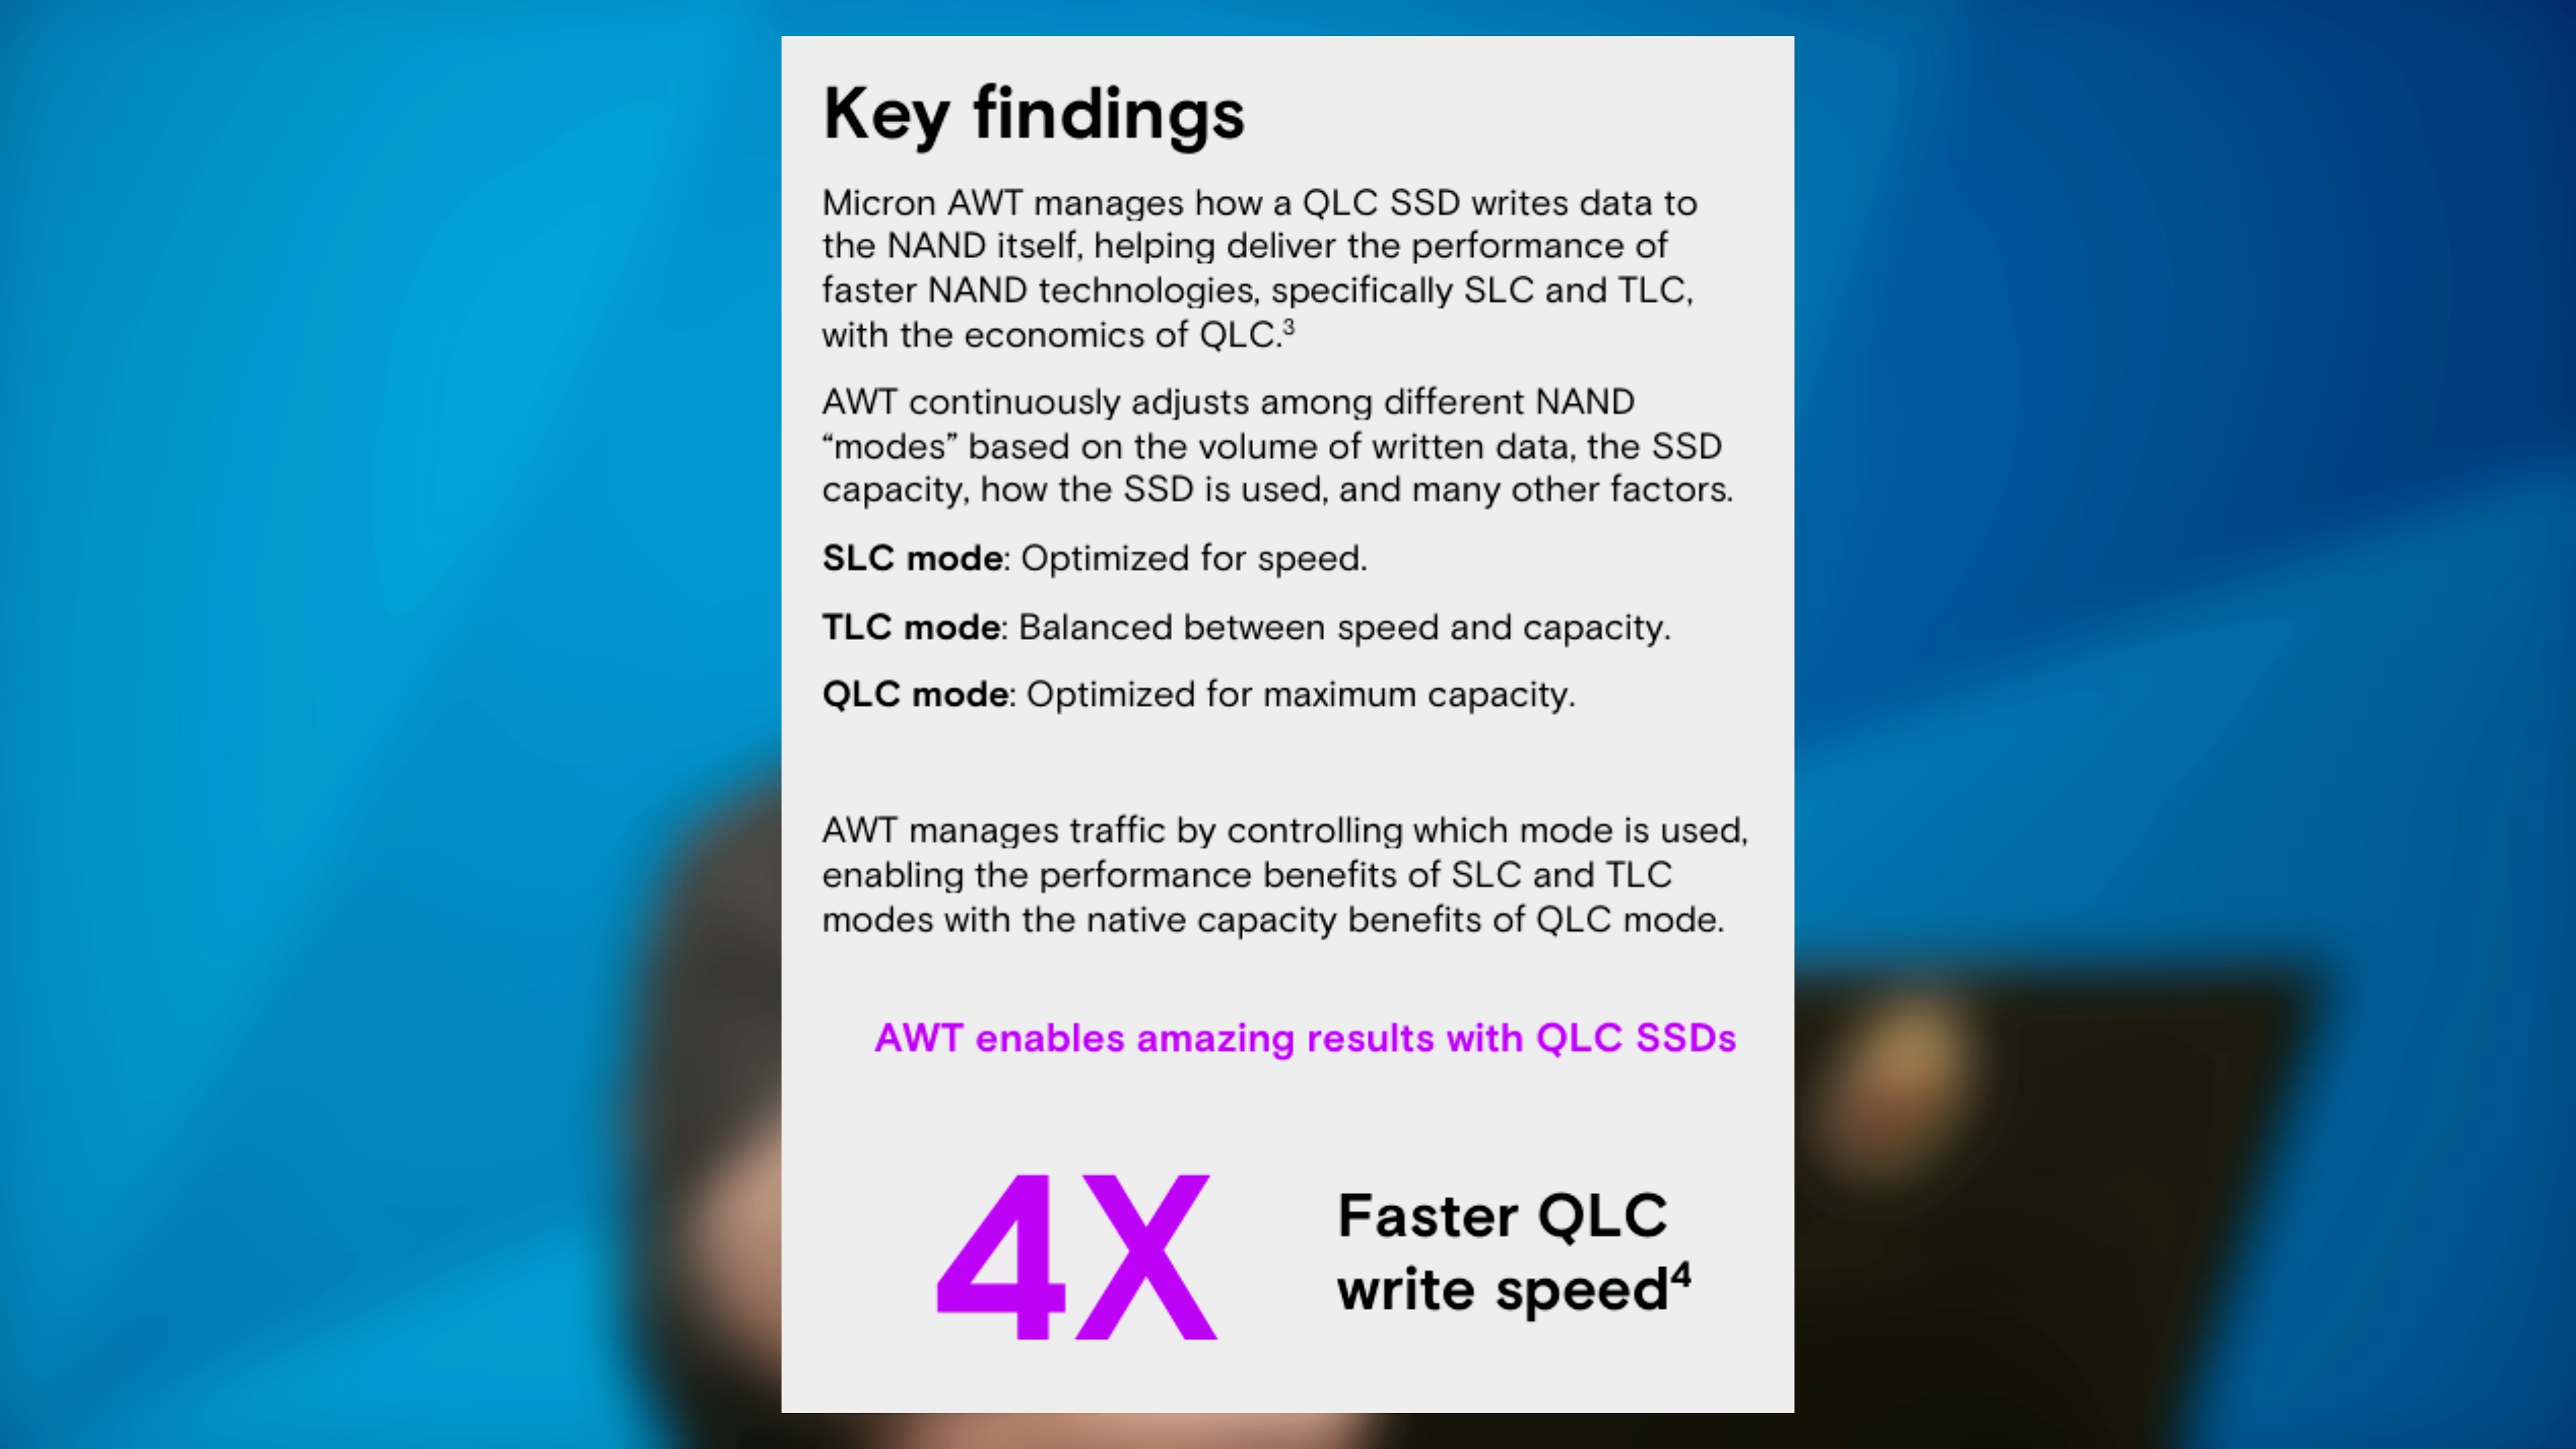 Key findings
Micron AWT manages how a QLC SSD writes data to
the NAND itself, helping deliver the performance of
faster NAND technologies, specifically SLC and TLC,
with the economics of QLC.³
AWT continuously adjusts among different NAND
“modes” based on the volume of written data, the SSD
capacity, how the SSD is used, and many other factors.
SLC mode: Optimized for speed.
TLC mode: Balanced between speed and capacity.
QLC mode: Optimized for maximum capacity.
AWT manages traffic by controlling which mode is used,
enabling the performance benefits of SLC and TLC
modes with the native capacity benefits of QLC mode.
AWT enables amazing results with QLC SSDs
4X
Faster QLC
write speed⁴